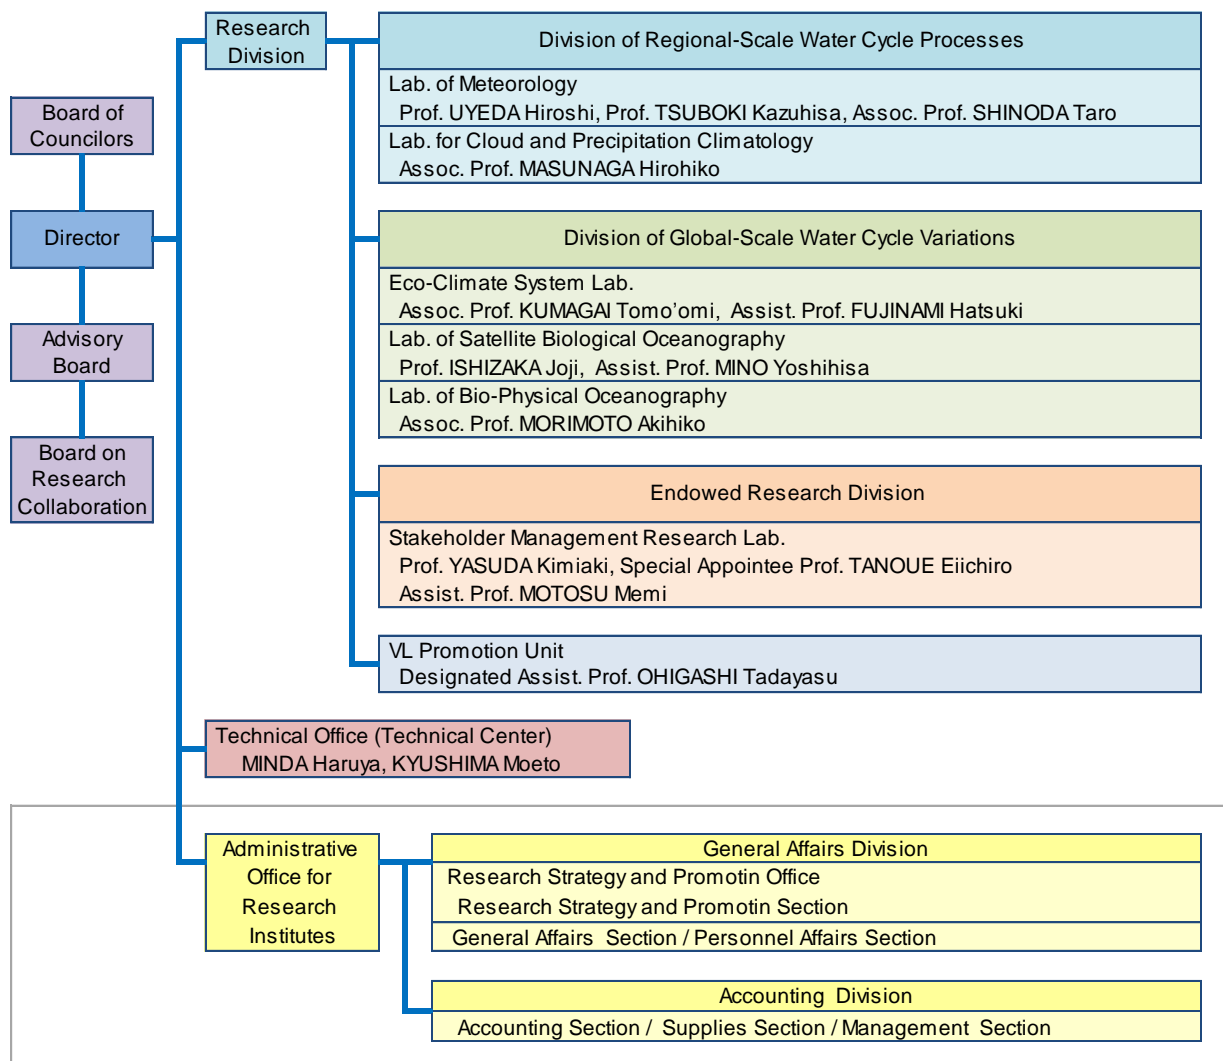 Board of
Councilors
Director
Advisory
Board
Board on
Research
Collaboration
Research
Division
Division of Regional-Scale Water Cycle Processes
Lab. of Meteorology
Prof. UYEDA Hiroshi, Prof. TSUBOKI Kazuhisa, Assoc. Prof. SHINODA Taro
Lab. for Cloud and Precipitation Climatology
Assoc. Prof. MASUNAGA Hirohiko
Division of Global-Scale Water Cycle Variations
Eco-Climate System Lab.
Assoc. Prof. KUMAGAI Tomo’omi, Assist. Prof. FUJINAMI Hatsuki
Lab. of Satellite Biological Oceanography
Prof. ISHIZAKA Joji, Assist. Prof. MINO Yoshihisa
Lab. of Bio-Physical Oceanography
Assoc. Prof. MORIMOTO Akihiko
Endowed Research Division
Stakeholder Management Research Lab.
Prof. YASUDA Kimiaki, Special Appointee Prof. TANOUE Eiichiro
Assist. Prof. MOTOSU Memi
VL Promotion Unit
Designated Assist. Prof. OHIGASHI Tadayasu
Technical Office (Technical Center)
MINDA Haruya, KYUSHIMA Moeto
Administrative
Office for
Research
Institutes
General Affairs Division
Research Strategy and Promotin Office
Research Strategy and Promotin Section
General Affairs Section / Personnel Affairs Section
Accounting Division
Accounting Section / Supplies Section / Management Section